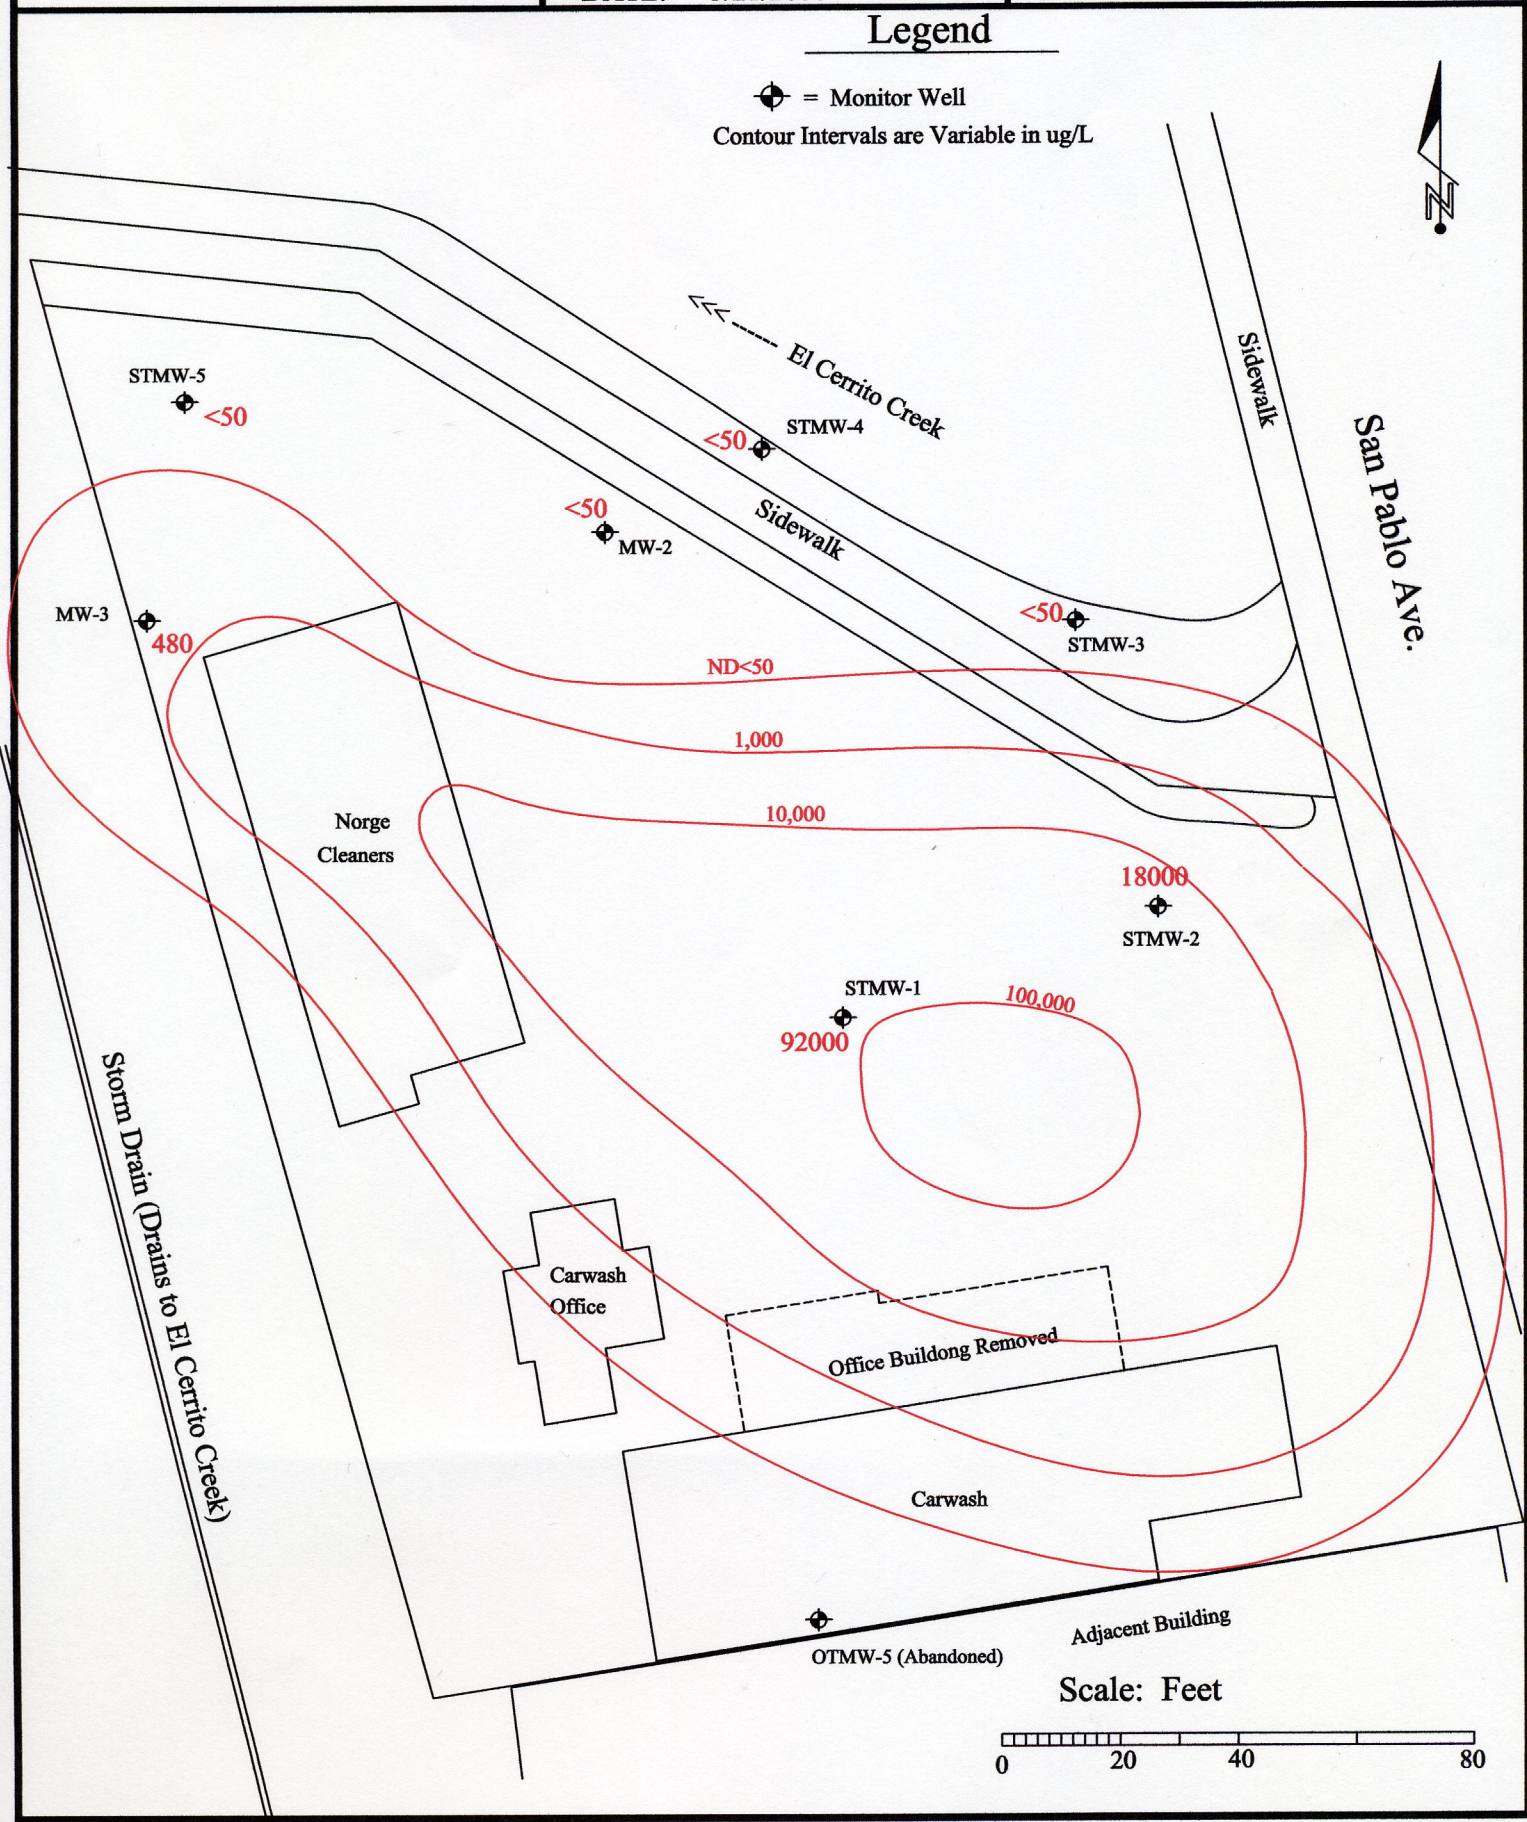 Legend
= Monitor Well
Contour Intervals are Variable in ug/L
N
Sidewalk
San Pablo Ave.
El Cerrito Creek
STMW-5
<50
STMW-4
<50
<50
MW-2
Sidewalk
<50
STMW-3
MW-3
480
ND<50
1,000
10,000
Norge
Cleaners
18000
STMW-2
STMW-1
92000
100,000
Storm Drain (Drains to El Cerrito Creek)
Carwash
Office
Office Buildong Removed
Carwash
OTMW-5 (Abandoned)
Adjacent Building
Scale: Feet
0 20 40 80